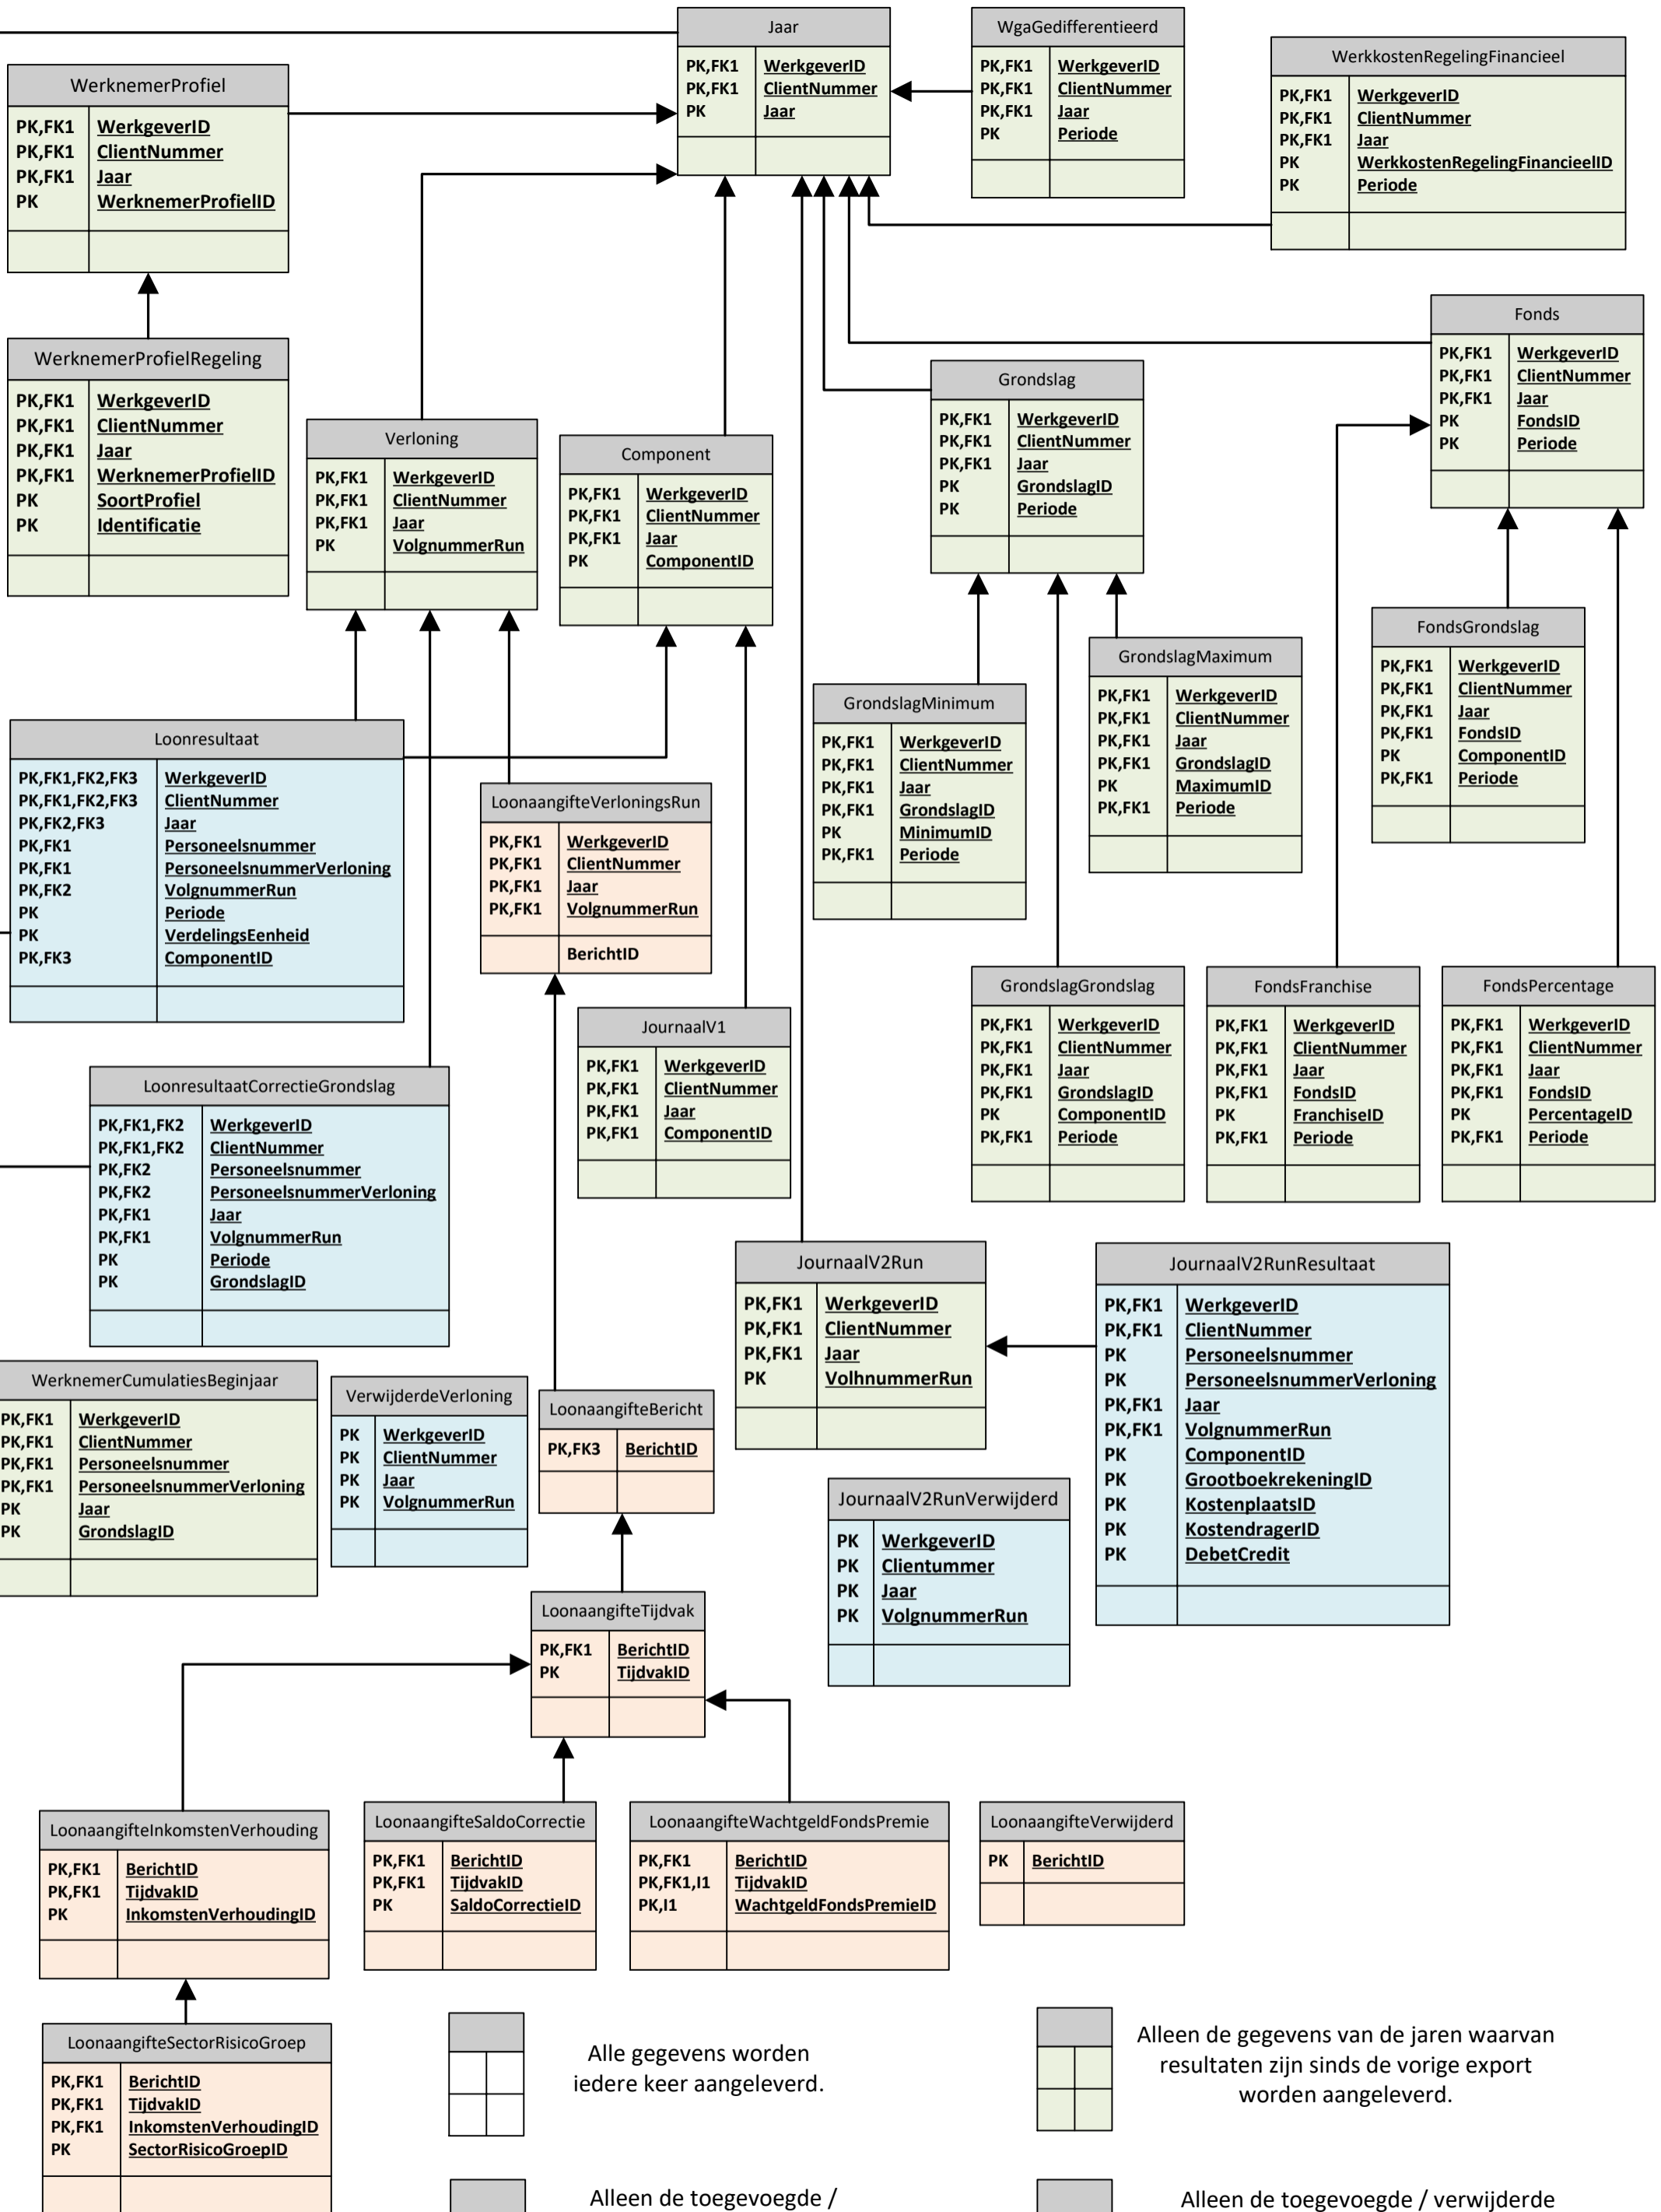 Jaar
PK,FK1 WerkgeverID
PK,FK1 ClientNummer
PK Jaar
WgaGedifferentieerd
PK,FK1 WerkgeverID
PK,FK1 ClientNummer
PK,FK1 Jaar
PK Periode
WerkkostenRegelingFinancieel
PK,FK1 WerkgeverID
PK,FK1 ClientNummer
PK,FK1 Jaar
PK WerkkostenRegelingFinancieelID
PK Periode
WerknemerProfiel
PK,FK1 WerkgeverID
PK,FK1 ClientNummer
PK,FK1 Jaar
PK WerknemerProfielID
WerknemerProfielRegeling
PK,FK1 WerkgeverID
PK,FK1 ClientNummer
PK,FK1 Jaar
PK,FK1 WerknemerProfielID
PK SoortProfiel
PK Identificatie
Verloning
PK,FK1 WerkgeverID
PK,FK1 ClientNummer
PK,FK1 Jaar
PK VolgnummerRun
Component
PK,FK1 WerkgeverID
PK,FK1 ClientNummer
PK,FK1 Jaar
PK ComponentID
Grondslag
PK,FK1 WerkgeverID
PK,FK1 ClientNummer
PK,FK1 Jaar
PK GrondslagID
PK Periode
Fonds
PK,FK1 WerkgeverID
PK,FK1 ClientNummer
PK,FK1 Jaar
PK FondsID
PK Periode
FondsGrondslag
PK,FK1 WerkgeverID
PK,FK1 ClientNummer
PK,FK1 Jaar
PK,FK1 FondsID
PK ComponentID
PK,FK1 Periode
GrondslagMaximum
PK,FK1 WerkgeverID
PK,FK1 ClientNummer
PK,FK1 Jaar
PK,FK1 GrondslagID
PK MaximumID
PK,FK1 Periode
GrondslagMinimum
PK,FK1 WerkgeverID
PK,FK1 ClientNummer
PK,FK1 Jaar
PK,FK1 GrondslagID
PK MinimumID
PK,FK1 Periode
Loonresultaat
PK,FK1,FK2,FK3 WerkgeverID
PK,FK1,FK2,FK3 ClientNummer
PK,FK2,FK3 Jaar
PK,FK1 Personeelsnummer
PK,FK1 PersoneelsnummerVerloning
PK,FK2 VolgnummerRun
PK Periode
PK VerdelingsEenheid
PK,FK3 ComponentID
LoonaangifteVerloningsRun
PK,FK1 WerkgeverID
PK,FK1 ClientNummer
PK,FK1 Jaar
PK,FK1 VolgnummerRun
BerichtID
JournaalV1
PK,FK1 WerkgeverID
PK,FK1 ClientNummer
PK,FK1 Jaar
PK,FK1 ComponentID
GrondslagGrondslag
PK,FK1 WerkgeverID
PK,FK1 ClientNummer
PK,FK1 Jaar
PK,FK1 GrondslagID
PK ComponentID
PK,FK1 Periode
FondsFranchise
PK,FK1 WerkgeverID
PK,FK1 ClientNummer
PK,FK1 Jaar
PK,FK1 FondsID
PK FranchiseID
PK,FK1 Periode
FondsPercentage
PK,FK1 WerkgeverID
PK,FK1 ClientNummer
PK,FK1 Jaar
PK,FK1 FondsID
PK PercentageID
PK,FK1 Periode
LoonresultaatCorrectieGrondslag
PK,FK1,FK2 WerkgeverID
PK,FK1,FK2 ClientNummer
PK,FK2 Personeelsnummer
PK,FK2 PersoneelsnummerVerloning
PK,FK1 Jaar
PK,FK1 VolgnummerRun
PK Periode
PK GrondslagID
JournaalV2Run
PK,FK1 WerkgeverID
PK,FK1 ClientNummer
PK,FK1 Jaar
PK VolhnummerRun
JournaalV2RunResultaat
PK,FK1 WerkgeverID
PK,FK1 ClientNummer
PK Personeelsnummer
PK PersoneelsnummerVerloning
PK,FK1 Jaar
PK,FK1 VolgnummerRun
PK ComponentID
PK GrootboekrekeningID
PK KostenplaatsID
PK KostendragerID
PK DebetCredit
WerknemerCumulatiesBeginjaar
PK,FK1 WerkgeverID
PK,FK1 ClientNummer
PK,FK1 Personeelsnummer
PK,FK1 PersoneelsnummerVerloning
PK Jaar
PK GrondslagID
VerwijderdeVerloning
PK WerkgeverID
PK ClientNummer
PK Jaar
PK VolgnummerRun
LoonaangifteBericht
PK,FK3 BerichtID
JournaalV2RunVerwijderd
PK WerkgeverID
PK Clientummer
PK Jaar
PK VolgnummerRun
LoonaangifteTijdvak
PK,FK1 BerichtID
PK TijdvakID
LoonaangifteInkomstenVerhouding
PK,FK1 BerichtID
PK,FK1 TijdvakID
PK InkomstenVerhoudingID
LoonaangifteSaldoCorrectie
PK,FK1 BerichtID
PK,FK1 TijdvakID
PK SaldoCorrectieID
LoonaangifteWachtgeldFondsPremie
PK,FK1 BerichtID
PK,FK1,I1 TijdvakID
PK,I1 WachtgeldFondsPremieID
LoonaangifteVerwijderd
PK BerichtID
LoonaangifteSectorRisicoGroep
PK,FK1 BerichtID
PK,FK1 TijdvakID
PK,FK1 InkomstenVerhoudingID
PK SectorRisicoGroepID
Alle gegevens worden
iedere keer aangeleverd.
Alleen de gegevens van de jaren waarvan
resultaten zijn sinds de vorige export
worden aangeleverd.
Alleen de toegevoegde /
Alleen de toegevoegde / verwijderde